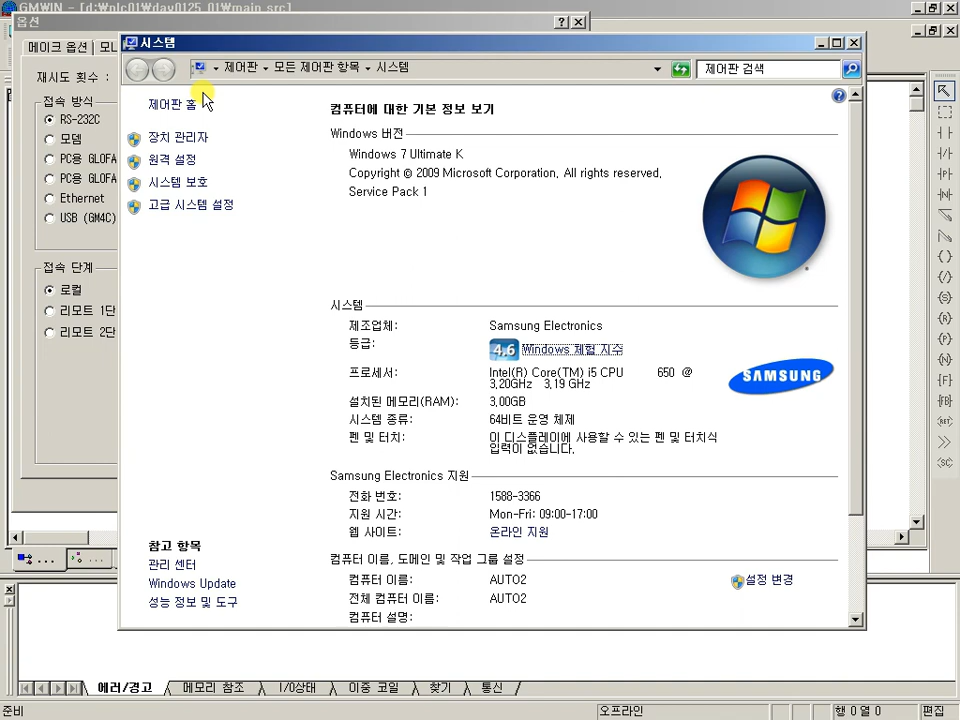 GMWIN - [d:\plc01\day0125_01\main.src]
옵션
메이크 옵션
재시도 횟수 :
접속 방식
RS-232C
모뎀
PC용 GLOFA
PC용 GLOFA
Ethernet
USB (GM4C)
접속 단계
로컬
리모트 1단
리모트 2단
시스템
제어판 모든 제어판 항목 시스템
제어판 검색
제어판 홈
장치 관리자
원격 설정
시스템 보호
고급 시스템 설정
참고 항목
관리 센터
Windows Update
성능 정보 및 도구
컴퓨터에 대한 기본 정보 보기
Windows 버전
Windows 7 Ultimate K
Copyright © 2009 Microsoft Corporation. All rights reserved.
Service Pack 1
시스템
제조업체: Samsung Electronics
등급: 4,6 Windows 체험 지수
프로세서: Intel(R) Core(TM) i5 CPU 650 @
3.20GHz 3.19 GHz
설치된 메모리(RAM): 3.00GB
시스템 종류: 64비트 운영 체제
펜 및 터치: 이 디스플레이에 사용할 수 있는 펜 및 터치식
입력이 없습니다.
SAMSUNG
Samsung Electronics 지원
전화 번호: 1588-3366
지원 시간: Mon-Fri: 09:00-17:00
웹 사이트: 온라인 지원
컴퓨터 이름, 도메인 및 작업 그룹 설정
컴퓨터 이름: AUTO2
설정 변경
전체 컴퓨터 이름: AUTO2
컴퓨터 설명:
에러/경고 메모리 참조 I/O상태 이중 코일 찾기 통신
준비
오프라인
행 0 열 0
편집